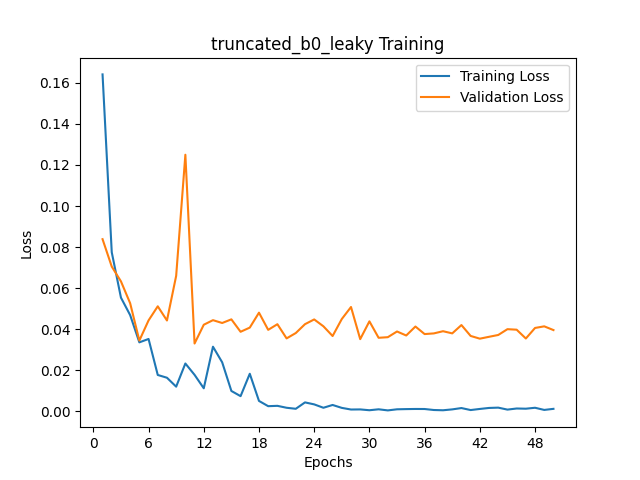 truncated_b0_leaky Training
Training Loss
Validation Loss
Loss
0.16
0.14
0.12
0.10
0.08
0.06
0.04
0.02
0.00
0 6 12 18 24 30 36 42 48
Epochs